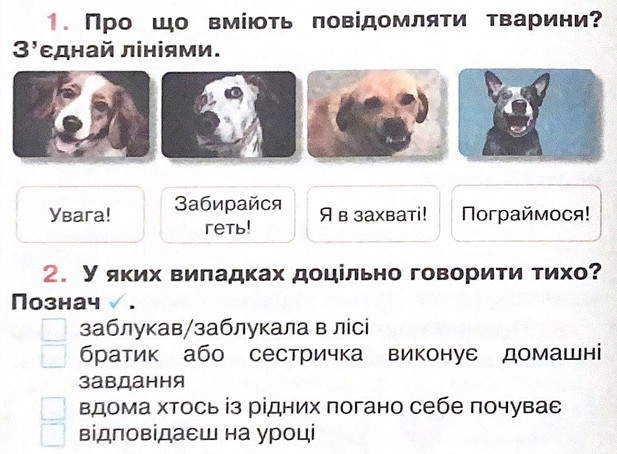 1. Про що вміють повідомляти тварини?
З’єднай лініями.
Увага!
Забирайся
геть!
Я в захваті!
Пограймося!
2. У яких випадках доцільно говорити тихо?
Познач ✓.
заблукав/заблукала в лісі
братик або сестричка виконує домашні
завдання
вдома хтось із рідних погано себе почуває
відповідаєш на уроці